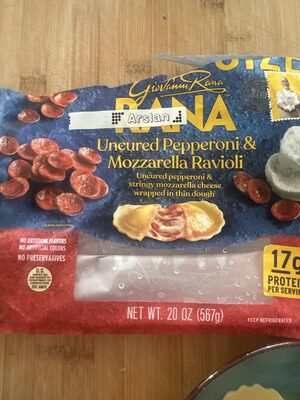 SIZE
Giovanni Rana
RANA
Arslan
Uncured Pepperoni &
Mozzarella Ravioli
Uncured pepperoni &
stringy mozzarella cheese
wrapped in thin dough
NO ARTIFICIAL FLAVORS
NO ARTIFICIAL COLORS
NO PRESERVATIVES
17g
PROTEIN
PER SERVING
NET WT. 20 OZ (567g)
KEEP REFRIGERATED